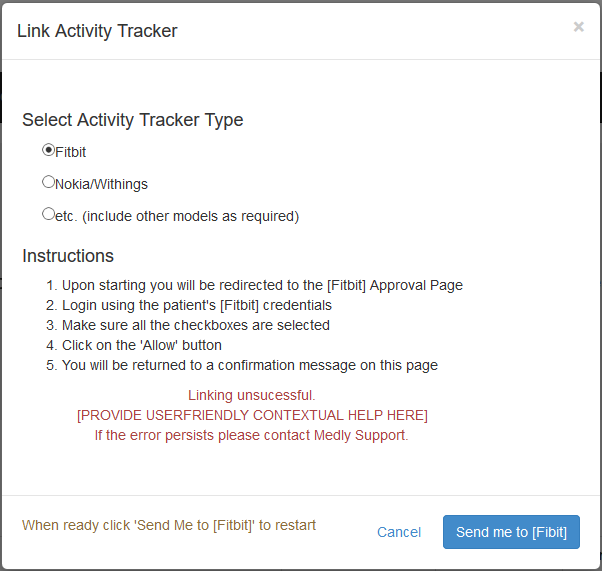 Link Activity Tracker
×
Select Activity Tracker Type
Fitbit
Nokia/Withings
etc. (include other models as required)
Instructions
1. Upon starting you will be redirected to the [Fitbit] Approval Page
2. Login using the patient's [Fitbit] credentials
3. Make sure all the checkboxes are selected
4. Click on the 'Allow' button
5. You will be returned to a confirmation message on this page
Linking unsucessful.
[PROVIDE USERFRIENDLY CONTEXTUAL HELP HERE]
If the error persists please contact Medly Support.
When ready click 'Send Me to [Fitbit]' to restart
Cancel
Send me to [Fibit]